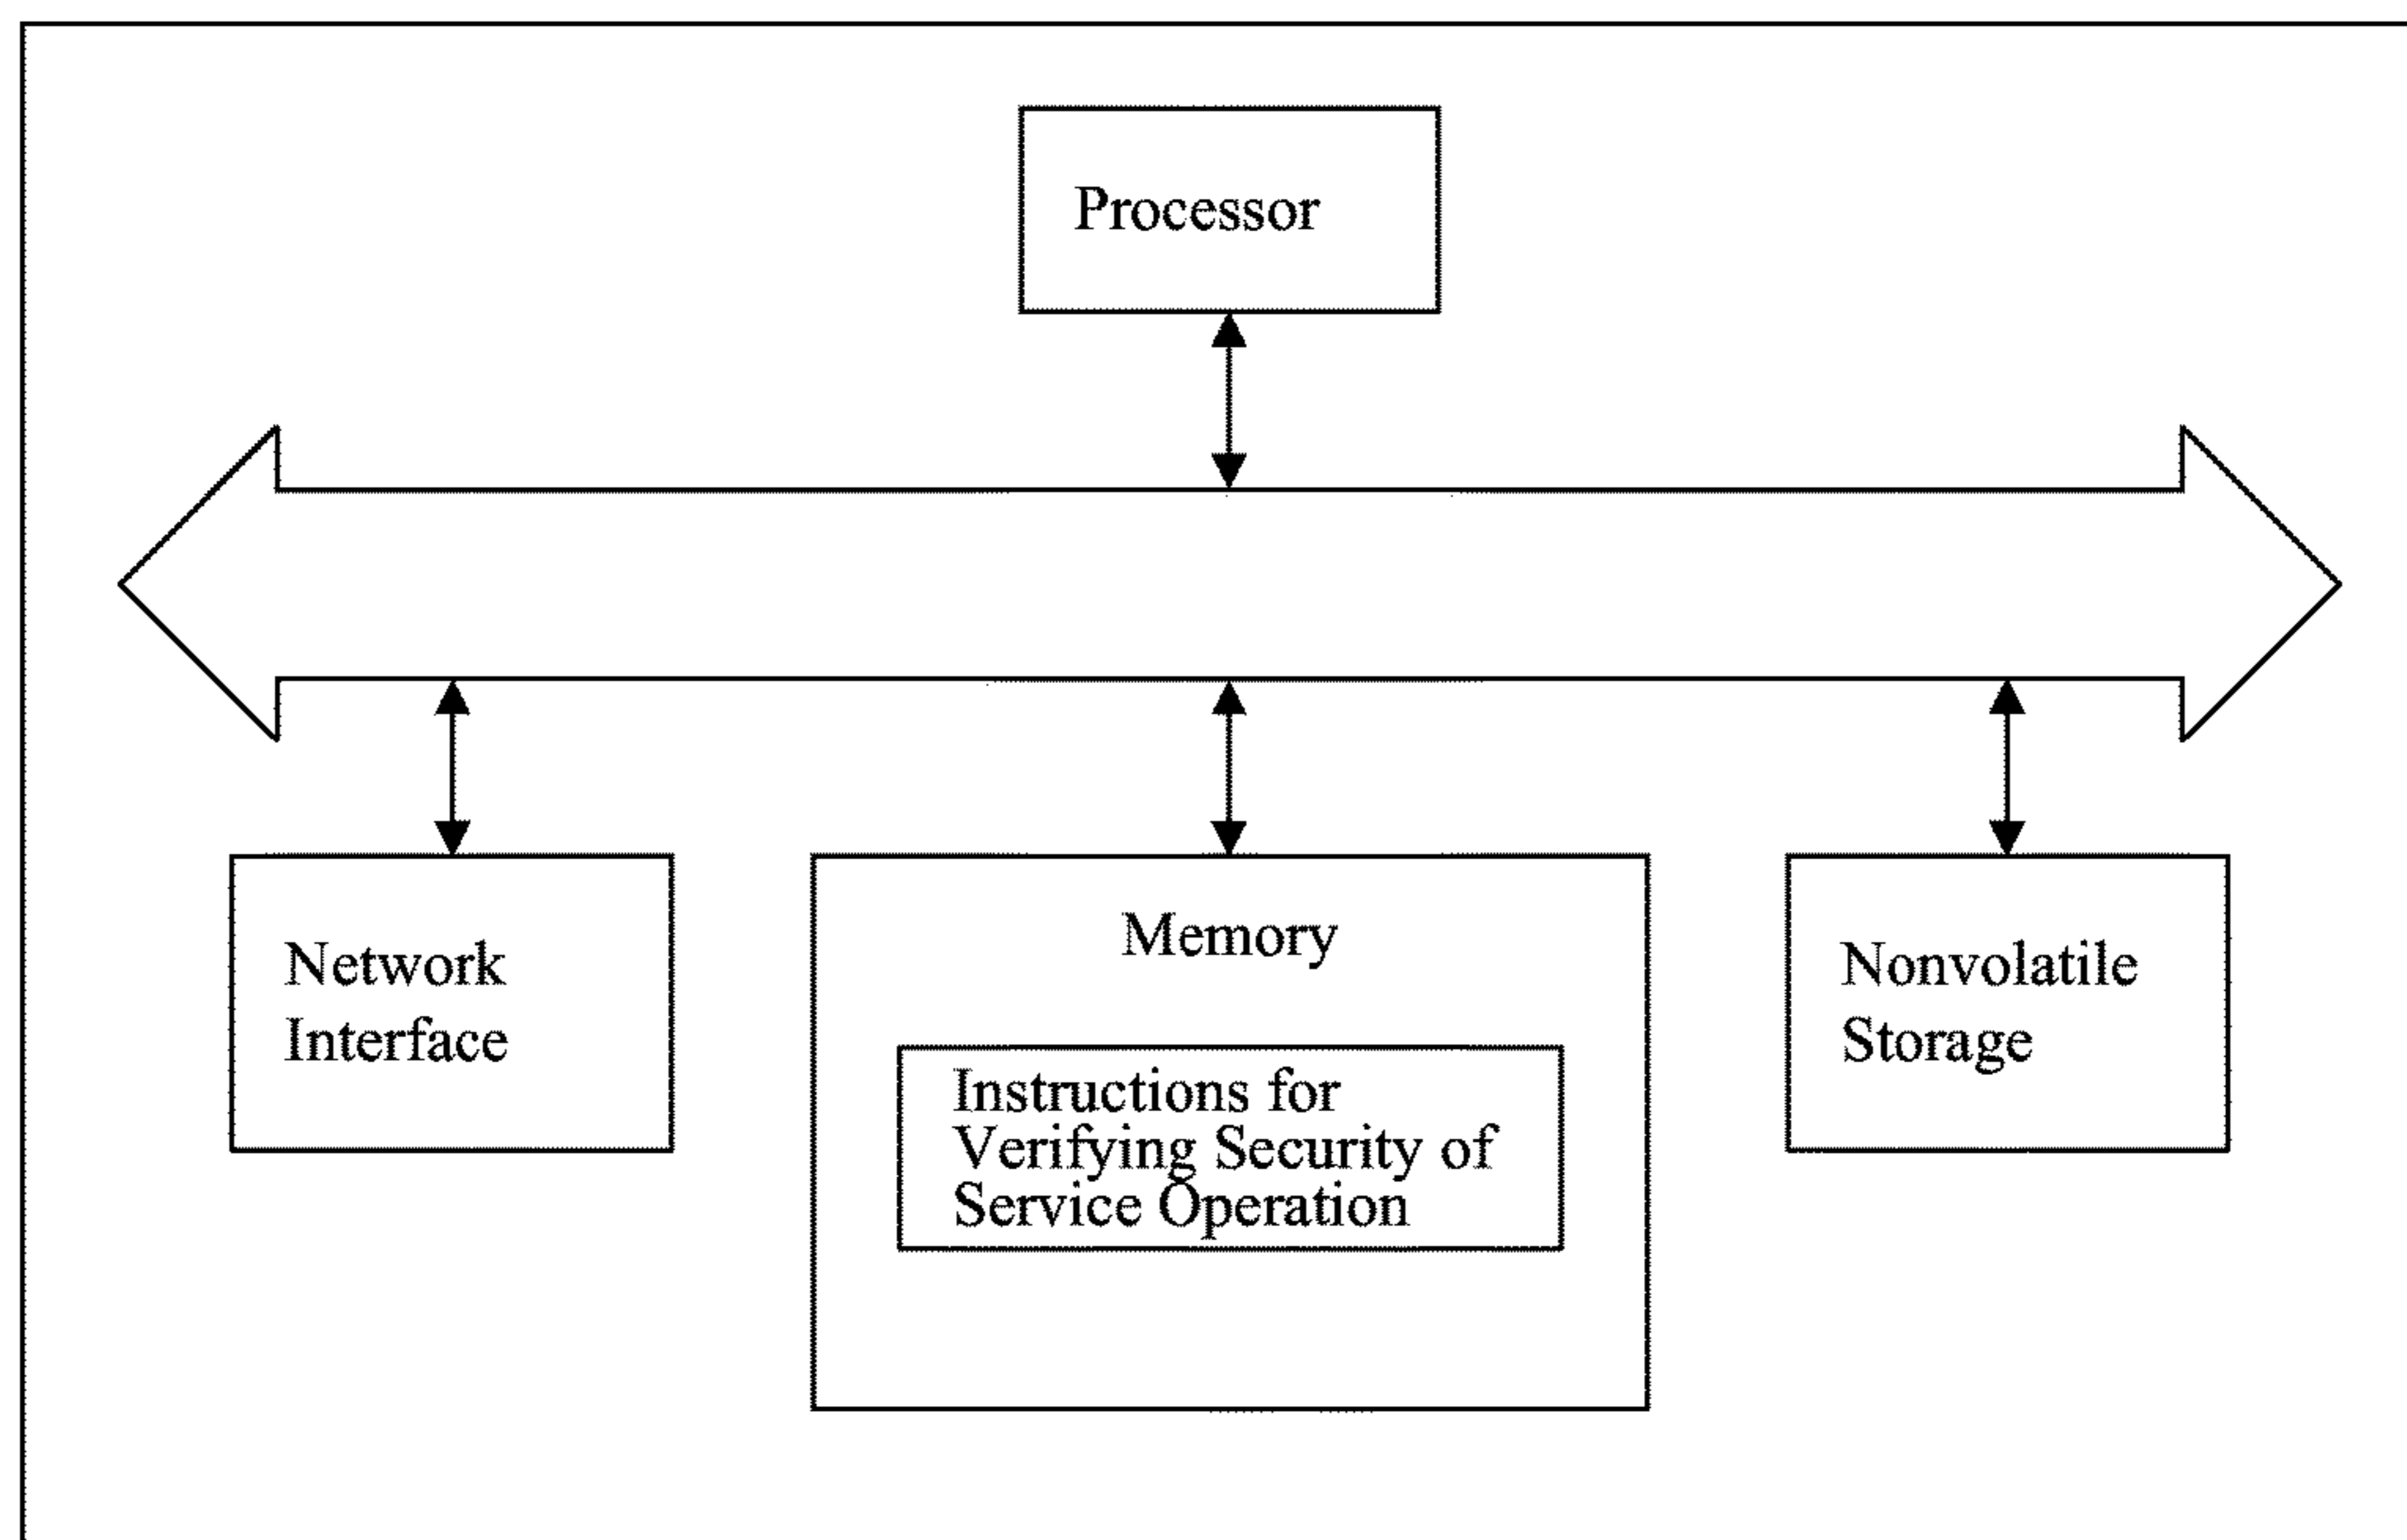 Processor
Network
Interface
Memory
Instructions for
Verifying Security of
Service Operation
Nonvolatile
Storage